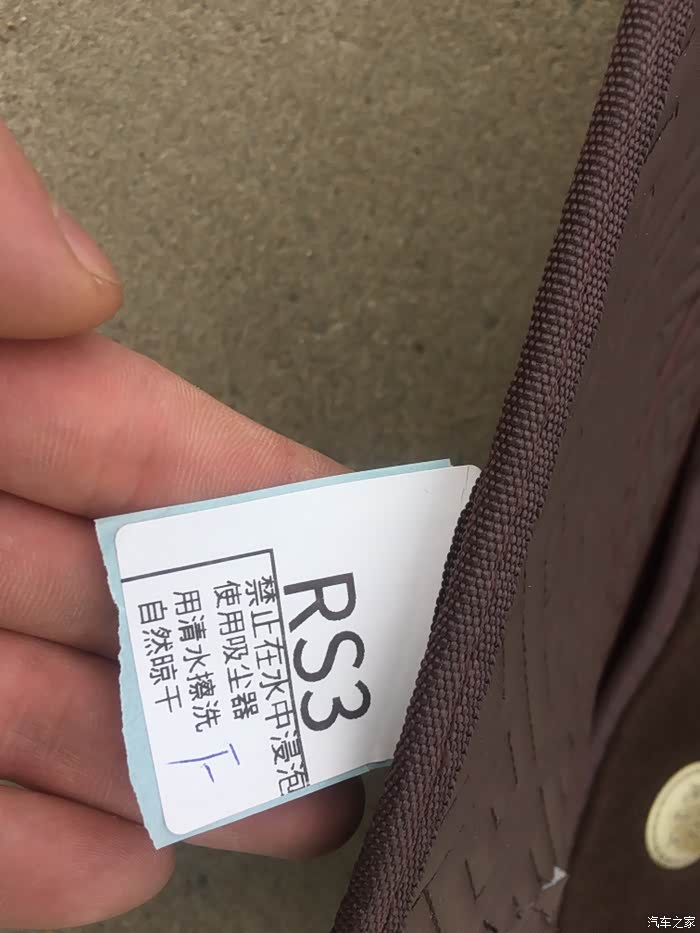 RS3
禁止在水中浸泡
使用吸尘器
用清水擦洗
自然晾干
汽车之家